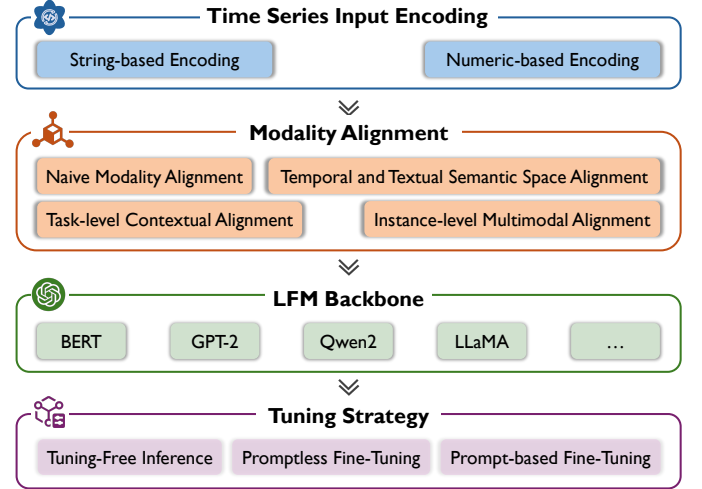 Time Series Input Encoding
String-based Encoding
Numeric-based Encoding
Modality Alignment
Naive Modality Alignment
Temporal and Textual Semantic Space Alignment
Task-level Contextual Alignment
Instance-level Multimodal Alignment
LFM Backbone
BERT
GPT-2
Qwen2
LLaMA
...
Tuning Strategy
Tuning-Free Inference
Promptless Fine-Tuning
Prompt-based Fine-Tuning